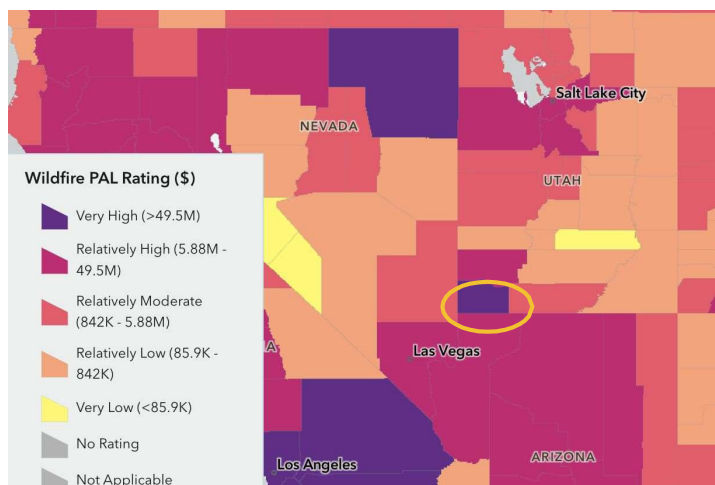 Salt Lake City
NEVADA
UTAH
Wildfire PAL Rating ($)
Very High (>49.5M)
Relatively High (5.88M -
49.5M)
Relatively Moderate
(842K - 5.88M)
Relatively Low (85.9K -
842K)
Very Low (<85.9K)
No Rating
Not Applicable
A
Las Vegas
Los Angeles
ARIZONA